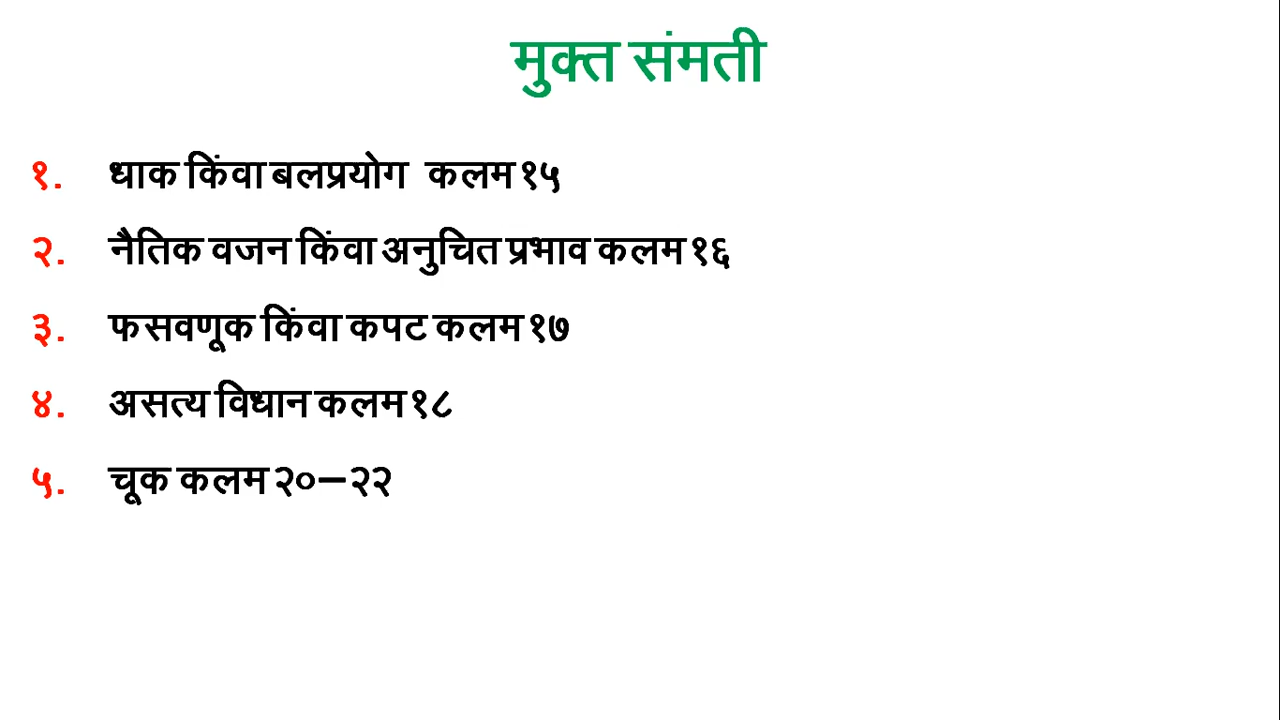 मुक्त संमती
१. धाक किंवा बलप्रयोग कलम १५
२. नैतिक वजन किंवा अनुचित प्रभाव कलम १६
३. फसवणूक किंवा कपट कलम १७
४. असत्य विधान कलम १८
५. चूक कलम २०–२२